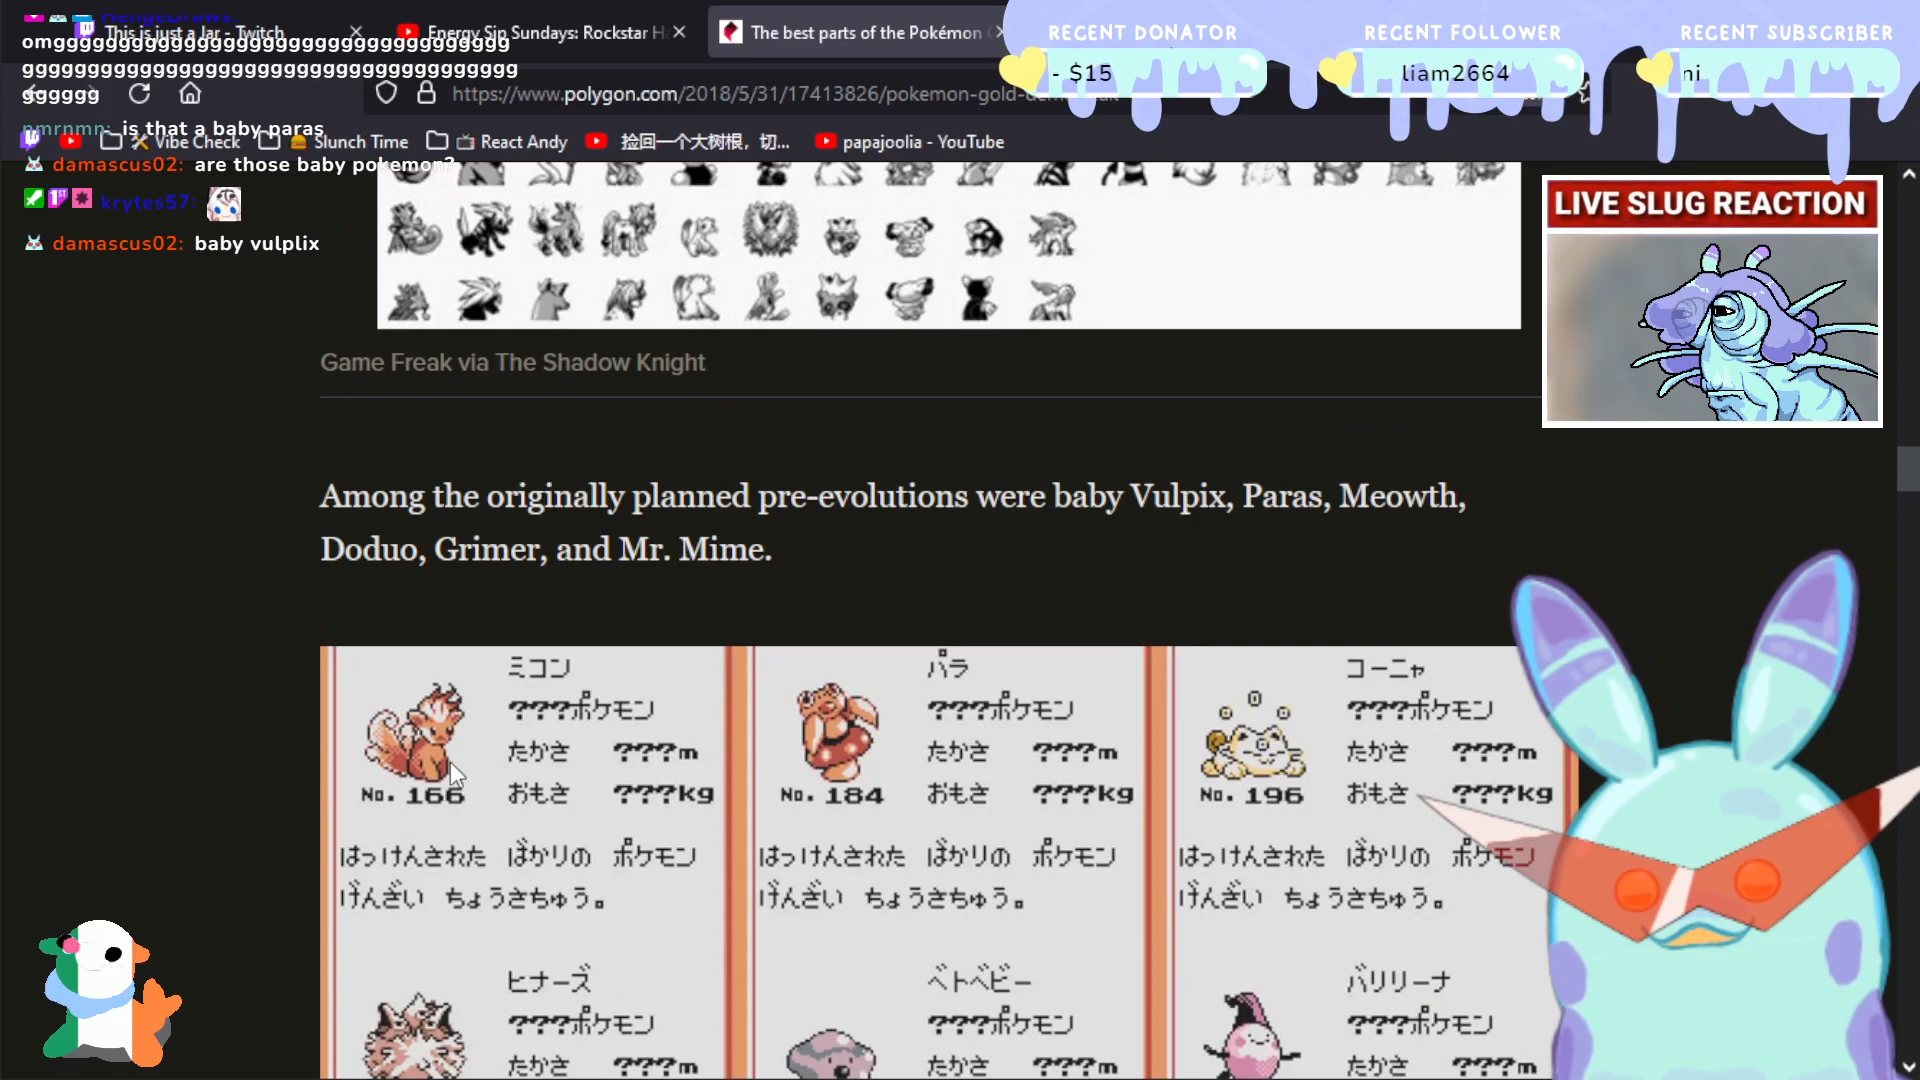 This is just a Jar - Twitch
Energy Sip Sundays: Rockstar H
The best parts of the Pokémon
omggggggggggggggggggggggggggggggggggg
gggggggggggggggggggggggggggggggggggggg
gggggg
https://www.polygon.com/2018/5/31/17413826/pokemon-gold-de
is that a baby paras
Vibe Check
Slunch Time
React Andy
捡回一个大树根，切...
papajoolia - YouTube
damascus02: are those baby pokemon?
krytes57:
damascus02: baby vulplix
RECENT DONATOR
- $15
RECENT FOLLOWER
liam2664
RECENT SUBSCRIBER
ni
LIVE SLUG REACTION
Game Freak via The Shadow Knight
Among the originally planned pre-evolutions were baby Vulpix, Paras, Meowth,
Doduo, Grimer, and Mr. Mime.
ミコン
???ポケモン
たかさ ???m
No. 166 おもさ ???kg
はっけんされた ばかりの ポケモン
げんざい ちょうさちゅう。
パラ
???ポケモン
たかさ ???m
No. 184 おもさ ???kg
はっけんされた ばかりの ポケモン
げんざい ちょうさちゅう。
コーニャ
???ポケモン
たかさ ???m
No. 196 おもさ ???kg
はっけんされた ばかりの ポケモン
げんざい ちょうさちゅう。
ヒナーズ
???ポケモン
たかさ ???m
ベトベビー
???ポケモン
たかさ ???m
バリリーナ
???ポケモン
たかさ ???m